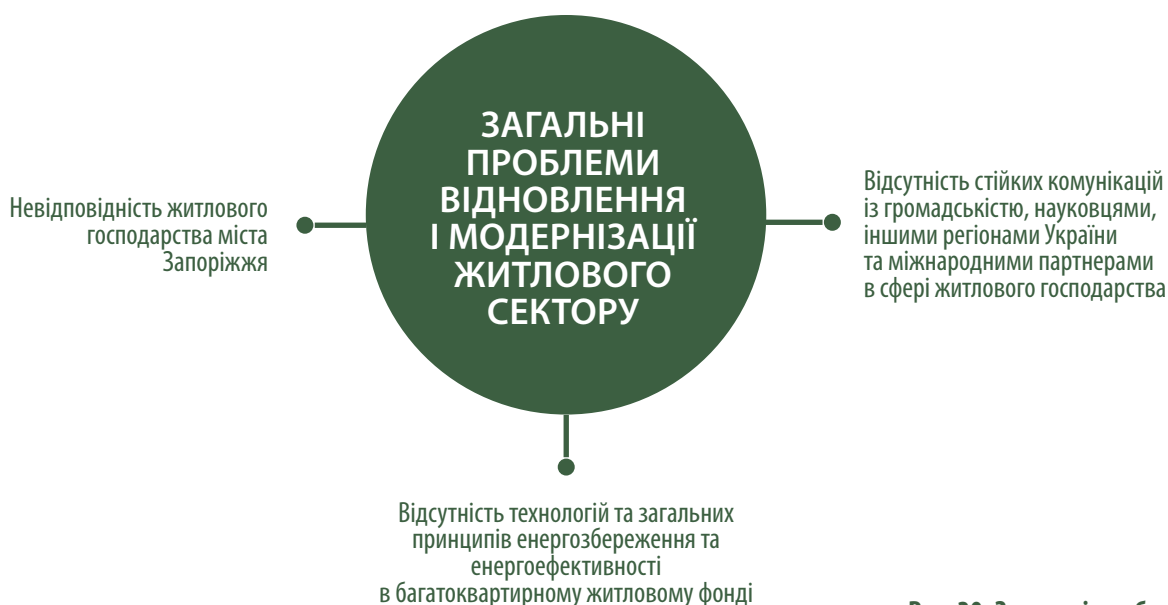 ЗАГАЛЬНІ
ПРОБЛЕМИ
ВІДНОВЛЕННЯ
І МОДЕРНІЗАЦІЇ
ЖИТЛОВОГО
СЕКТОРУ
Невідповідність житлового
господарства міста
Запоріжжя
Відсутність стійких комунікацій
із громадськістю, науковцями,
іншими регіонами України
та міжнародними партнерами
в сфері житлового господарства
Відсутність технологій та загальних
принципів енергозбереження та
енергоефективності
в багатоквартирному житловому фонді